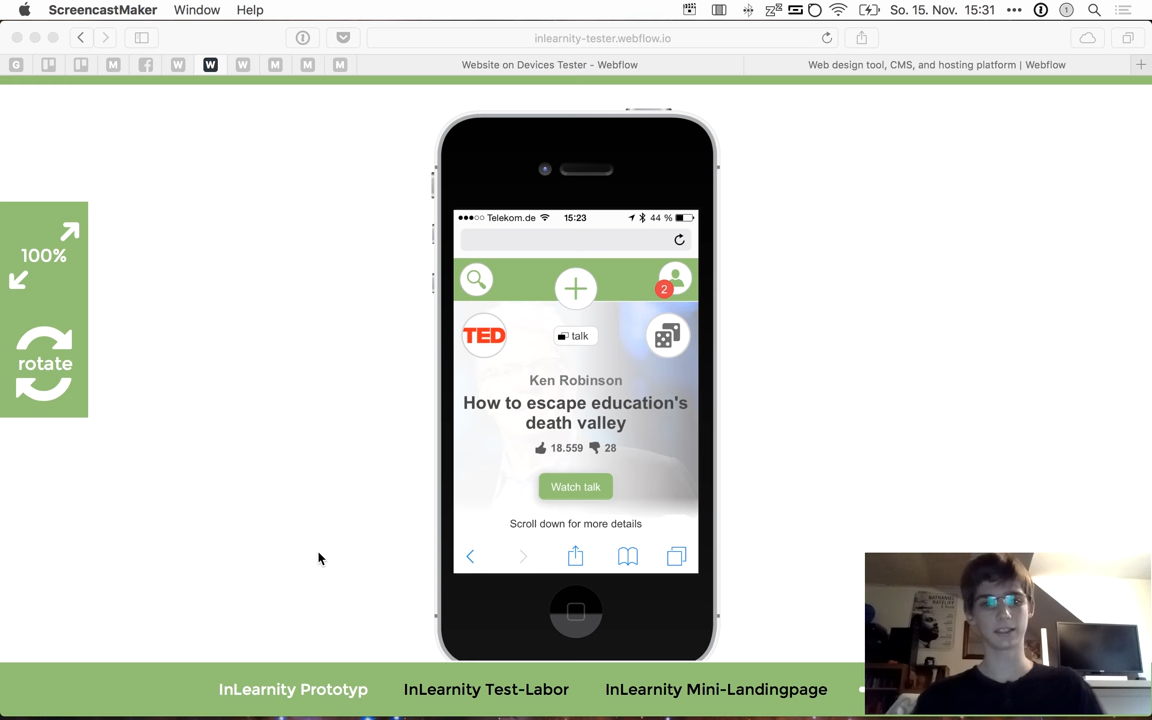 ScreencastMaker Window Help So. 15. Nov. 15:31
inlearnity-tester.webflow.io
Website on Devices Tester - Webflow
Web design tool, CMS, and hosting platform | Webflow
100%
rotate
Telekom.de 15:23 44 %
2
TED
talk
Ken Robinson
How to escape education's
death valley
18.559 28
Watch talk
Scroll down for more details
InLearnity Prototyp InLearnity Test-Labor InLearnity Mini-Landingpage